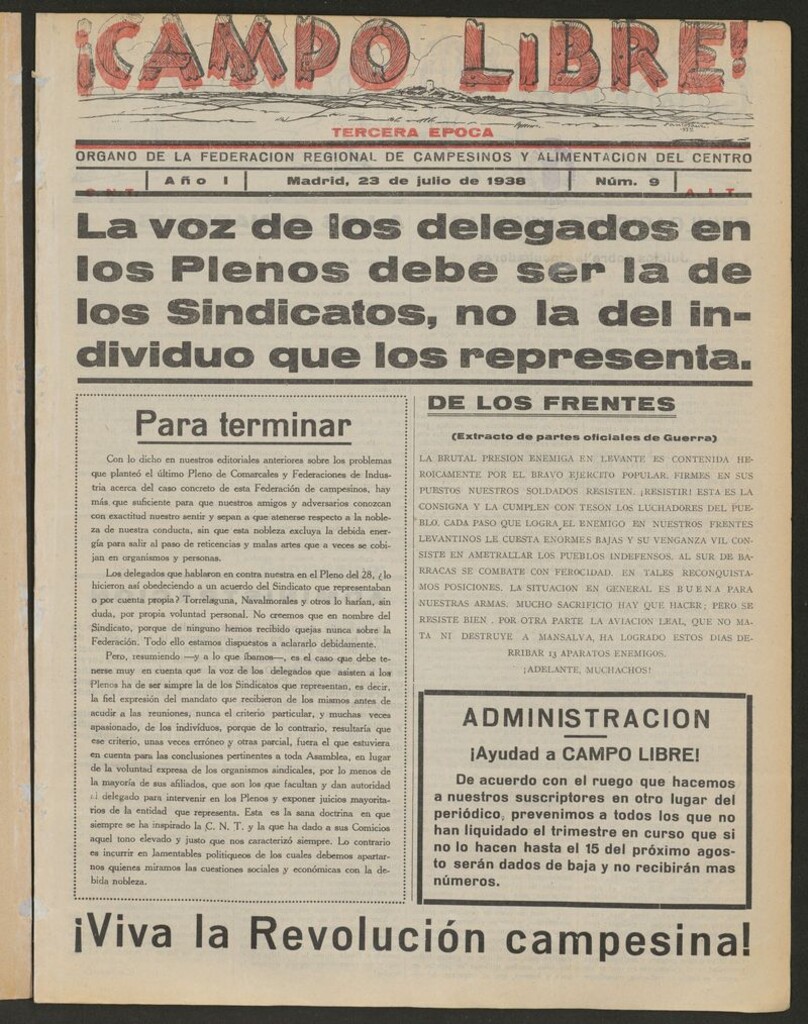 ¡CAMPO LIBRE!
TERCERA EPOCA
ORGANO DE LA FEDERACION REGIONAL DE CAMPESINOS Y ALIMENTACION DEL CENTRO
C. N. T. Año I Madrid, 23 de julio de 1938 Núm. 9 A. I. T.
La voz de los delegados en
los Plenos debe ser la de
los Sindicatos, no la del in-
dividuo que los representa.
Para terminar
Con lo dicho en nuestros editoriales anteriores sobre los problemas
que planteó el último Pleno de Comarcales y Federaciones de Indus-
tria acerca del caso concreto de esta Federación de campesinos, hay
más que suficiente para que nuestros amigos y adversarios conozcan
con exactitud nuestro sentir y sepan a que atenerse respecto a la noble-
za de nuestra conducta, sin que esta nobleza excluya la debida ener-
gía para salir al paso de reticencias y malas artes que a veces se cobi-
jan en organismos y personas.
Los delegados que hablaron en contra nuestra en el Pleno del 28, ¿lo
hicieron así obedeciendo a un acuerdo del Sindicato que representaban
o por cuenta propia? Torrelaguna, Navalmorales y otros lo harían, sin
duda, por propia voluntad personal. No creemos que en nombre del
Sindicato, porque de ninguno hemos recibido quejas nunca sobre la
Federación. Todo ello estamos dispuestos a aclararlo debidamente.
Pero, resumiendo —y a lo que íbamos—, es el caso que debe te-
nerse muy en cuenta que la voz de los delegados que asisten a los
Plenos ha de ser simpre la de los Sindicatos que representan, es decir,
la fiel expresión del mandato que recibieron de los mismos antes de
acudir a las reuniones, nunca el criterio particular, y muchas veces
apasionado, de los individuos, porque de lo contrario, resultaría que
ese criterio, unas veces erróneo y otras parcial, fuera el que estuviera
en cuenta para las conclusiones pertinentes a toda Asamblea, en lugar
de la voluntad expresa de los organismos sindicales, por lo menos de
la mayoría de sus afiliados, que son los que facultan y dan autoridad
al delegado para intervenir en los Plenos y exponer juicios mayorita-
rios de la entidad que representa. Esta es la sana doctrina en que
siempre se ha inspirado la C. N. T. y la que ha dado a sus Comicios
aquel tono elevado y justo que nos caracterizó siempre. Lo contrario
es incurrir en lamentables politiqueos de los cuales debemos apartar-
nos quienes miramos las cuestiones sociales y económicas con la de-
bida nobleza.
DE LOS FRENTES
(Extracto de partes oficiales de Guerra)
LA BRUTAL PRESION ENEMIGA EN LEVANTE ES CONTENIDA HE-
ROICAMENTE POR EL BRAVO EJERCITO POPULAR. FIRMES EN SUS
PUESTOS NUESTROS SOLDADOS RESISTEN. ¡RESISTIR! ESTA ES LA
CONSIGNA Y LA CUMPLEN CON TESON LOS LUCHADORES DEL PUE-
BLO. CADA PASO QUE LOGRA EL ENEMIGO EN NUESTROS FRENTES
LEVANTINOS LE CUESTA ENORMES BAJAS Y SU VENGANZA VIL CON-
SISTE EN AMETRALLAR LOS PUEBLOS INDEFENSOS. AL SUR DE BA-
RRACAS SE COMBATE CON FEROCIDAD. EN TALES RECONQUISTA-
MOS POSICIONES. LA SITUACION EN GENERAL ES BUENA PARA
NUESTRAS ARMAS. MUCHO SACRIFICIO HAY QUE HACER; PERO SE
RESISTE BIEN. POR OTRA PARTE LA AVIACION LEAL, QUE NO MA-
TA NI DESTRUYE A MANSALVA, HA LOGRADO ESTOS DIAS DE-
RRIBAR 13 APARATOS ENEMIGOS.
¡ADELANTE, MUCHACHOS!
ADMINISTRACION
¡Ayudad a CAMPO LIBRE!
De acuerdo con el ruego que hacemos
a nuestros suscriptores en otro lugar del
periódico, prevenimos a todos los que no
han liquidado el trimestre en curso que si
no lo hacen hasta el 15 del próximo agos-
to serán dados de baja y no recibirán mas
números.
¡Viva la Revolución campesina!